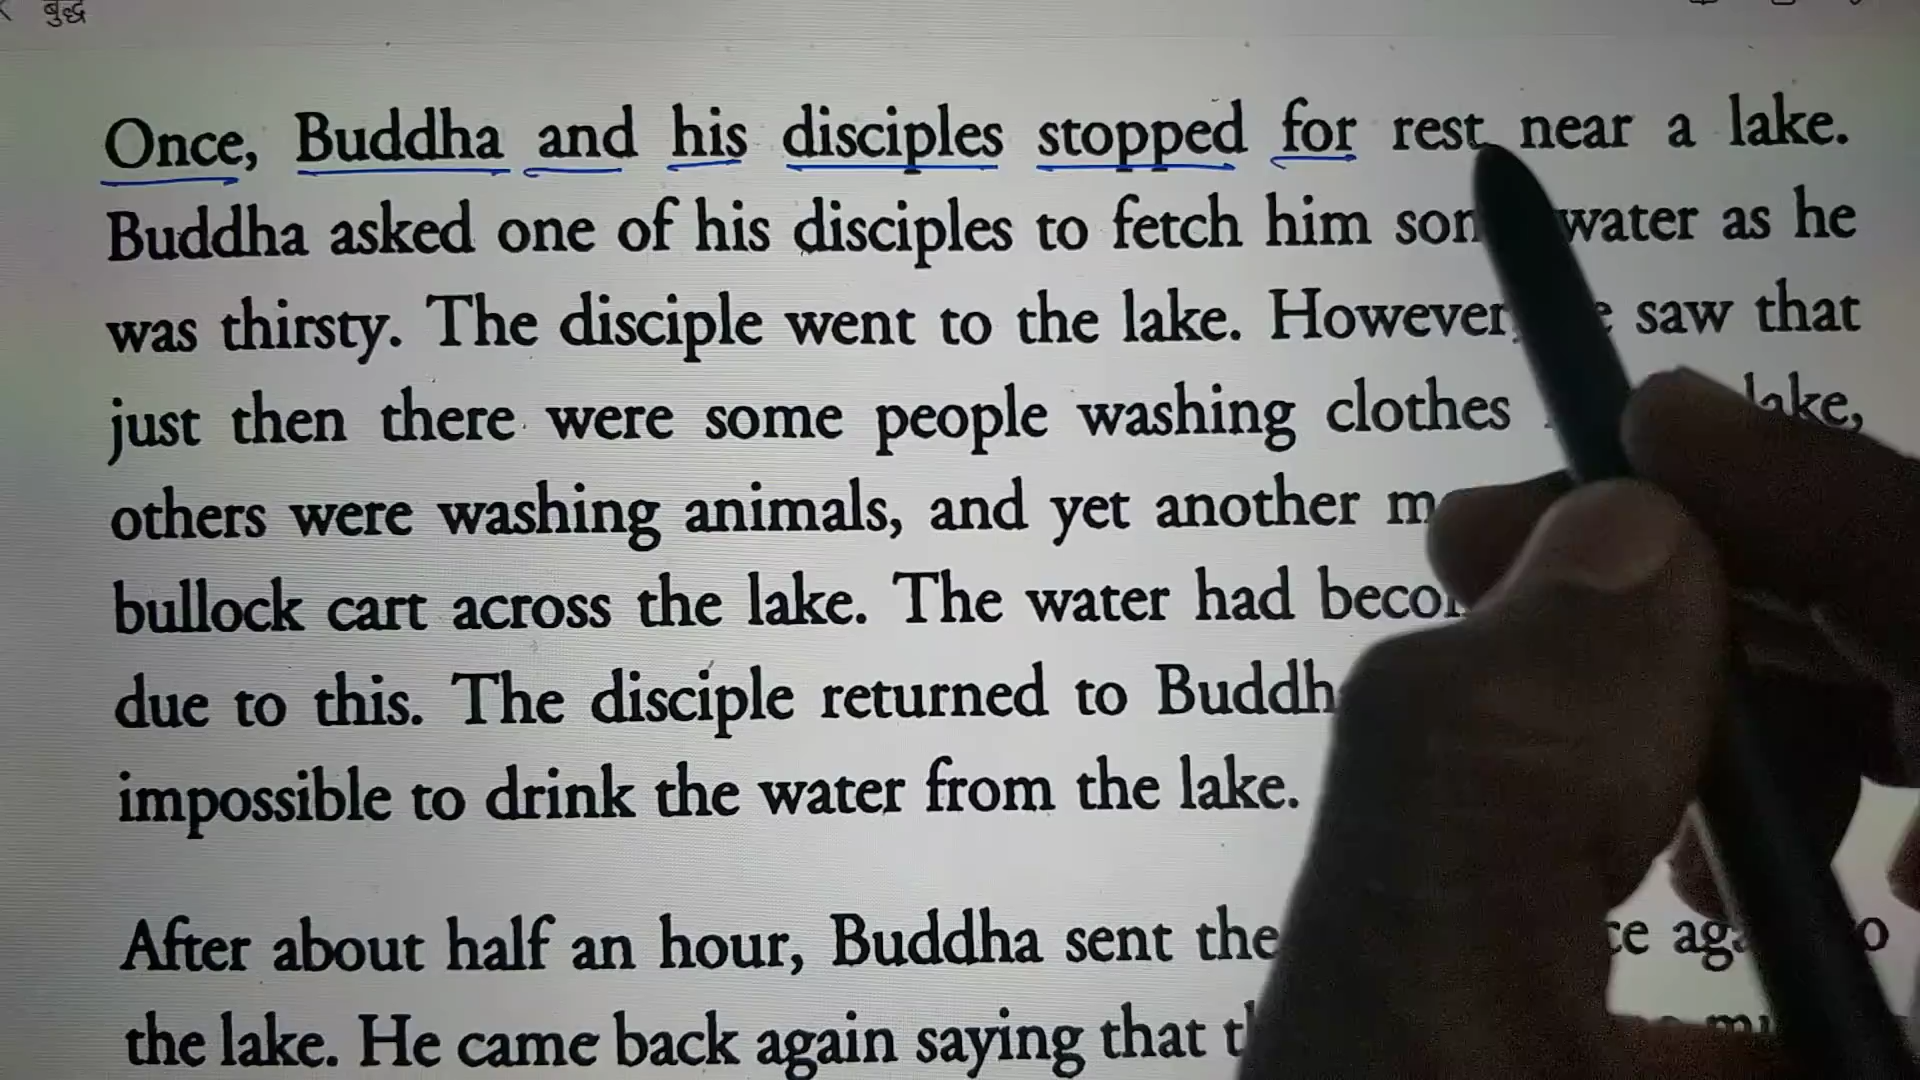 बुद्ध
Once, Buddha and his disciples stopped for rest near a lake.
Buddha asked one of his disciples to fetch him water as he
was thirsty. The disciple went to the lake. However, saw that
just then there were some people washing clothes lake,
others were washing animals, and yet another
bullock cart across the lake. The water had
due to this. The disciple returned to
impossible to drink the water from the lake.
After about half an hour, Buddha sent the
the lake. He came back again saying that